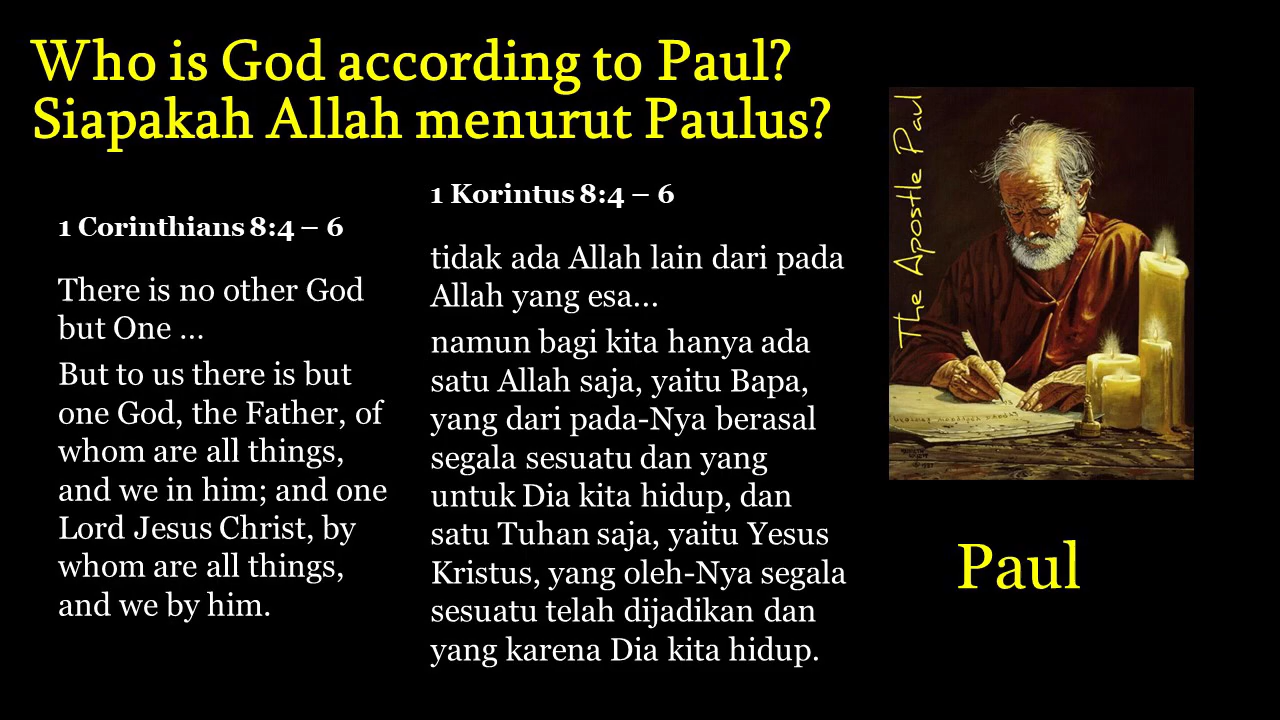 Who is God according to Paul?
Siapakah Allah menurut Paulus?
1 Corinthians 8:4 – 6
There is no other God
but One ...
But to us there is but
one God, the Father, of
whom are all things,
and we in him; and one
Lord Jesus Christ, by
whom are all things,
and we by him.
1 Korintus 8:4 – 6
tidak ada Allah lain dari pada
Allah yang esa...
namun bagi kita hanya ada
satu Allah saja, yaitu Bapa,
yang dari pada-Nya berasal
segala sesuatu dan yang
untuk Dia kita hidup, dan
satu Tuhan saja, yaitu Yesus
Kristus, yang oleh-Nya segala
sesuatu telah dijadikan dan
yang karena Dia kita hidup.
The Apostle Paul
Paul